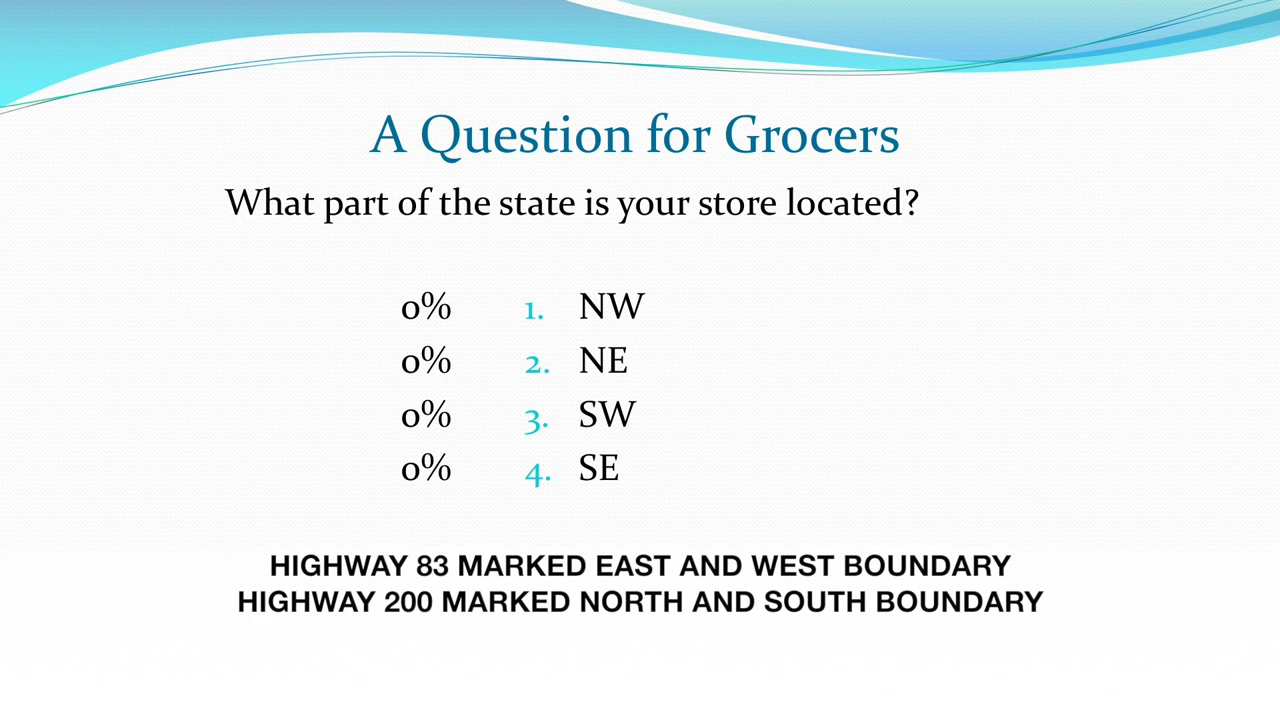 A Question for Grocers
What part of the state is your store located?
0% 1. NW
0% 2. NE
0% 3. SW
0% 4. SE
HIGHWAY 83 MARKED EAST AND WEST BOUNDARY
HIGHWAY 200 MARKED NORTH AND SOUTH BOUNDARY